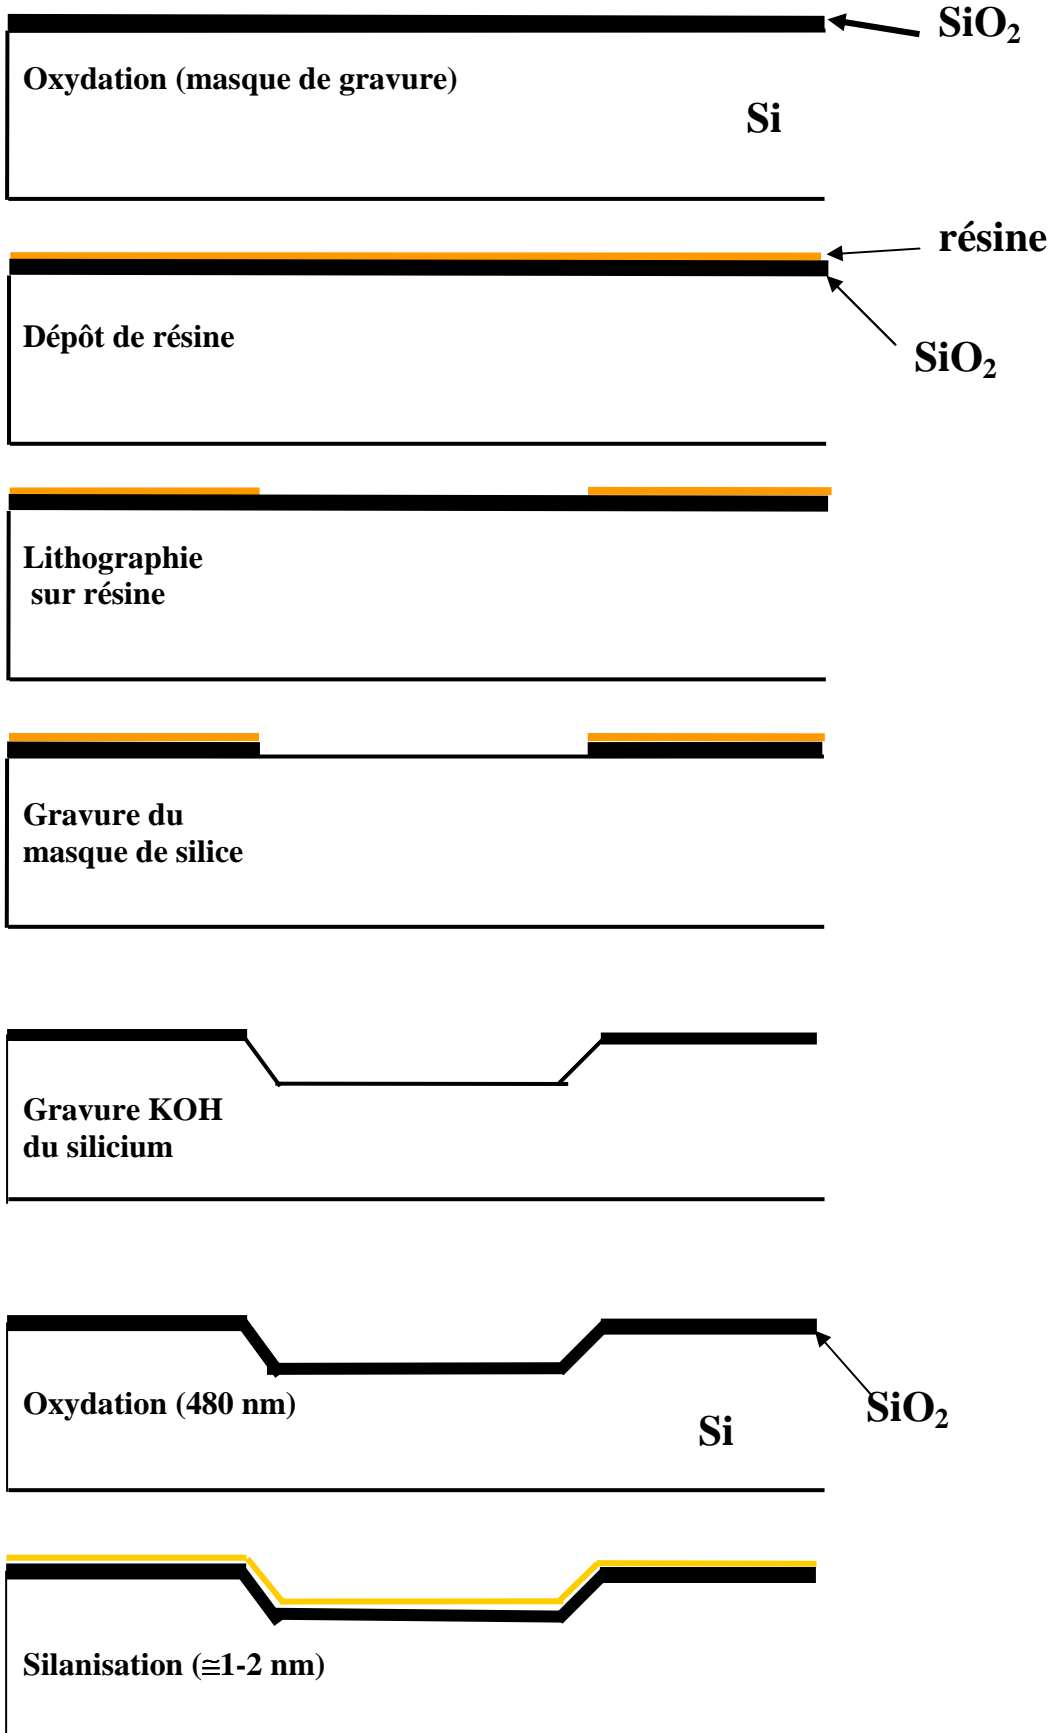 SiO₂
Oxydation (masque de gravure)
Si
résine
Dépôt de résine
SiO₂
Lithographie
sur résine
Gravure du
masque de silice
Gravure KOH
du silicium
Oxydation (480 nm)
SiO₂
Si
Silanisation (≅1-2 nm)